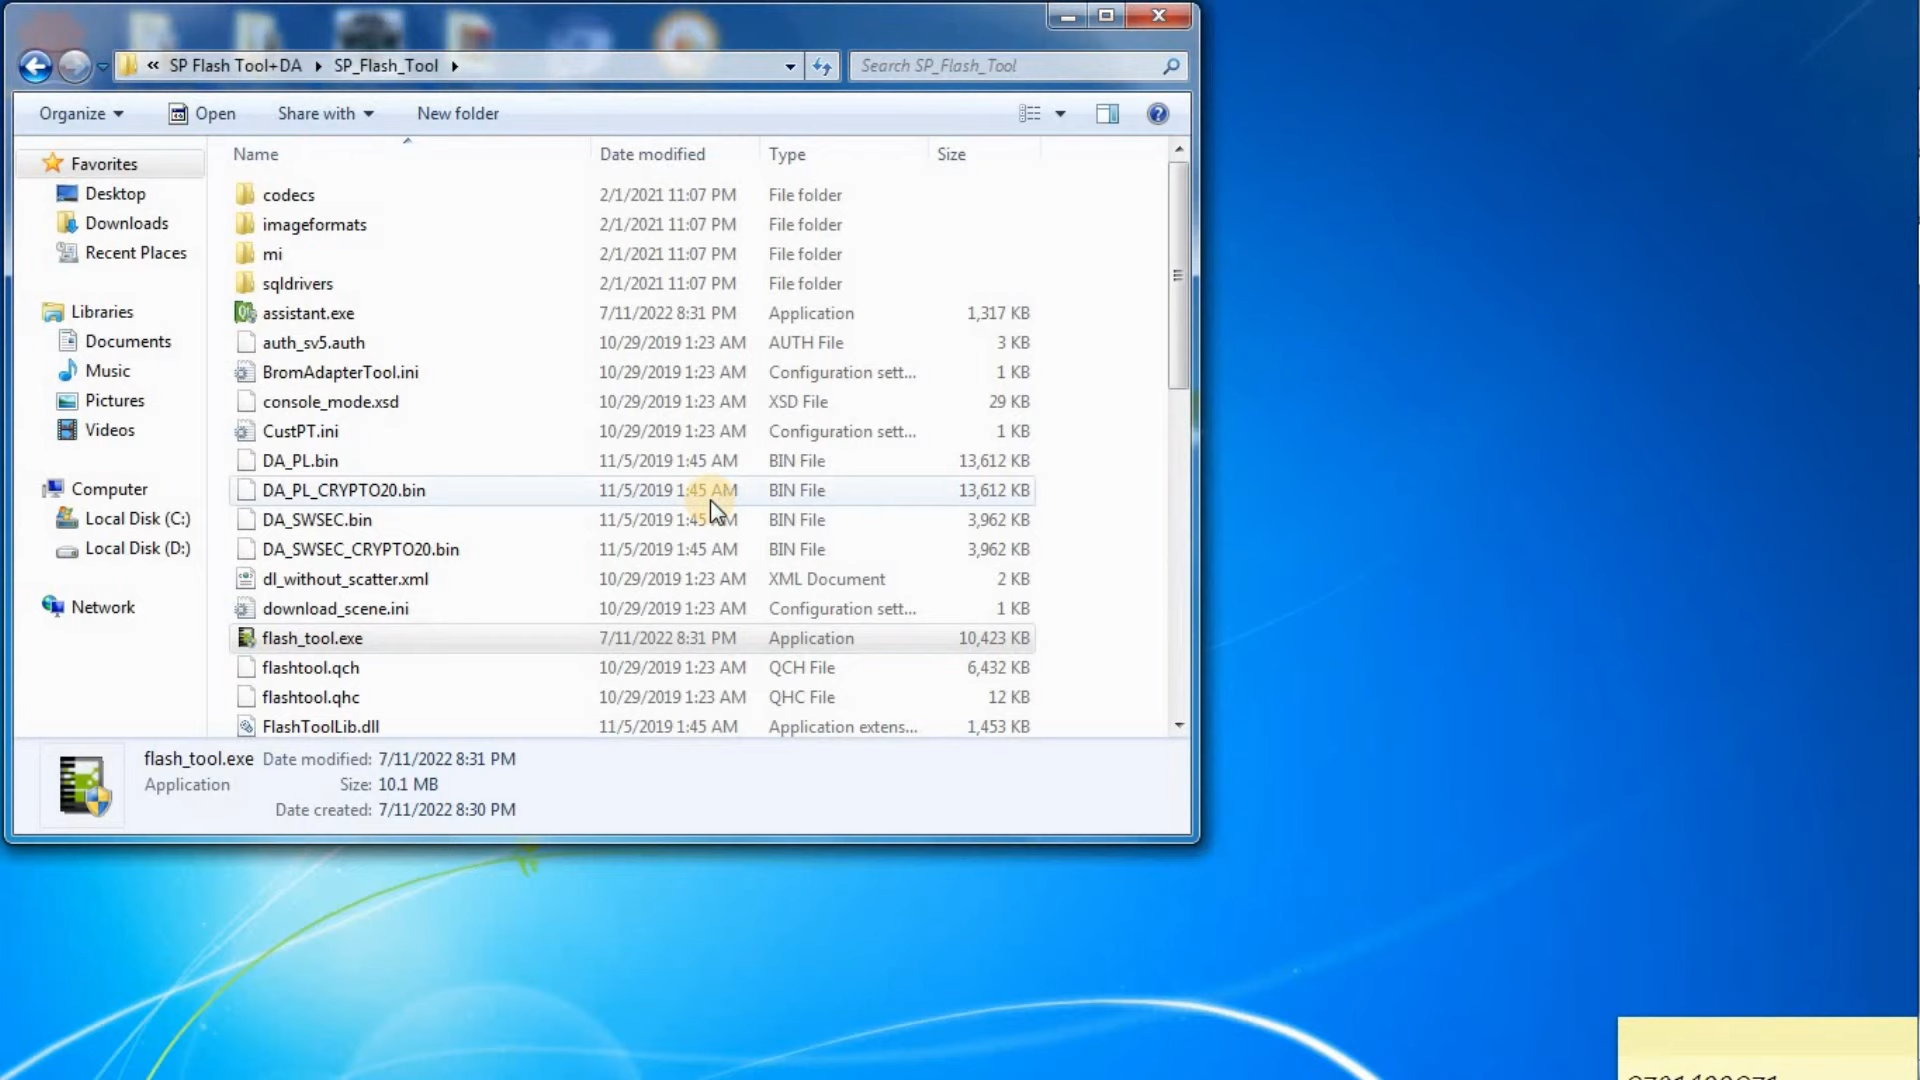 « SP Flash Tool+DA ▸ SP_Flash_Tool ▸
Search SP_Flash_Tool
Organize
Open
Share with
New folder
Name Date modified Type Size
Favorites
Desktop
Downloads
Recent Places
Libraries
Documents
Music
Pictures
Videos
Computer
Local Disk (C:)
Local Disk (D:)
Network
codecs 2/1/2021 11:07 PM File folder
imageformats 2/1/2021 11:07 PM File folder
mi 2/1/2021 11:07 PM File folder
sqldrivers 2/1/2021 11:07 PM File folder
assistant.exe 7/11/2022 8:31 PM Application 1,317 KB
auth_sv5.auth 10/29/2019 1:23 AM AUTH File 3 KB
BromAdapterTool.ini 10/29/2019 1:23 AM Configuration sett... 1 KB
console_mode.xsd 10/29/2019 1:23 AM XSD File 29 KB
CustPT.ini 10/29/2019 1:23 AM Configuration sett... 1 KB
DA_PL.bin 11/5/2019 1:45 AM BIN File 13,612 KB
DA_PL_CRYPTO20.bin 11/5/2019 1:45 AM BIN File 13,612 KB
DA_SWSEC.bin 11/5/2019 1:45 AM BIN File 3,962 KB
DA_SWSEC_CRYPTO20.bin 11/5/2019 1:45 AM BIN File 3,962 KB
dl_without_scatter.xml 10/29/2019 1:23 AM XML Document 2 KB
download_scene.ini 10/29/2019 1:23 AM Configuration sett... 1 KB
flash_tool.exe 7/11/2022 8:31 PM Application 10,423 KB
flashtool.qch 10/29/2019 1:23 AM QCH File 6,432 KB
flashtool.qhc 10/29/2019 1:23 AM QHC File 12 KB
FlashToolLib.dll 11/5/2019 1:45 AM Application extens... 1,453 KB
flash_tool.exe Date modified: 7/11/2022 8:31 PM
Application Size: 10.1 MB
Date created: 7/11/2022 8:30 PM